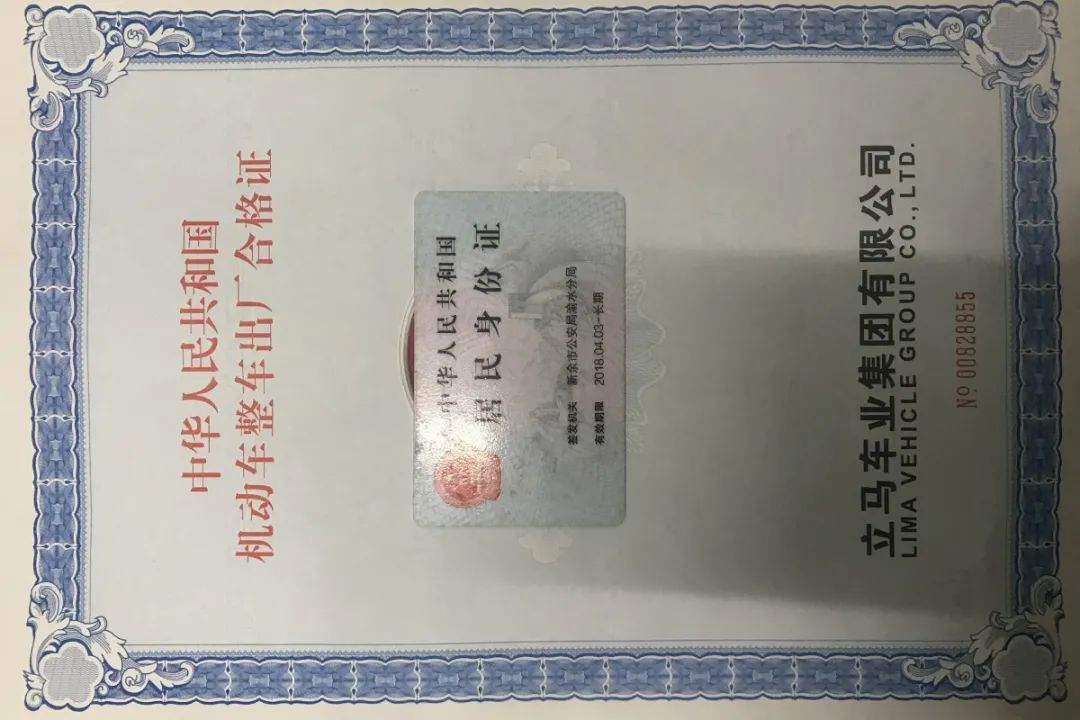 中华人民共和国
机动车整车出厂合格证
中华人民共和国
居民身份证
签发机关 新余市公安局渝水分局
有效期限 2018.04.03-长期
立马车业集团有限公司
LIMA VEHICLE GROUP CO., LTD.
Nº 00828855